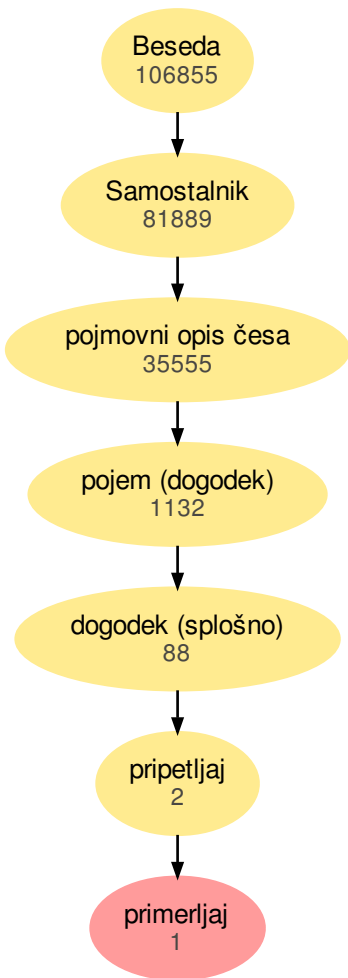 Beseda
106855
Samostalnik
81889
pojmovni opis česa
35555
pojem (dogodek)
1132
dogodek (splošno)
88
pripetljaj
2
primerljaj
1